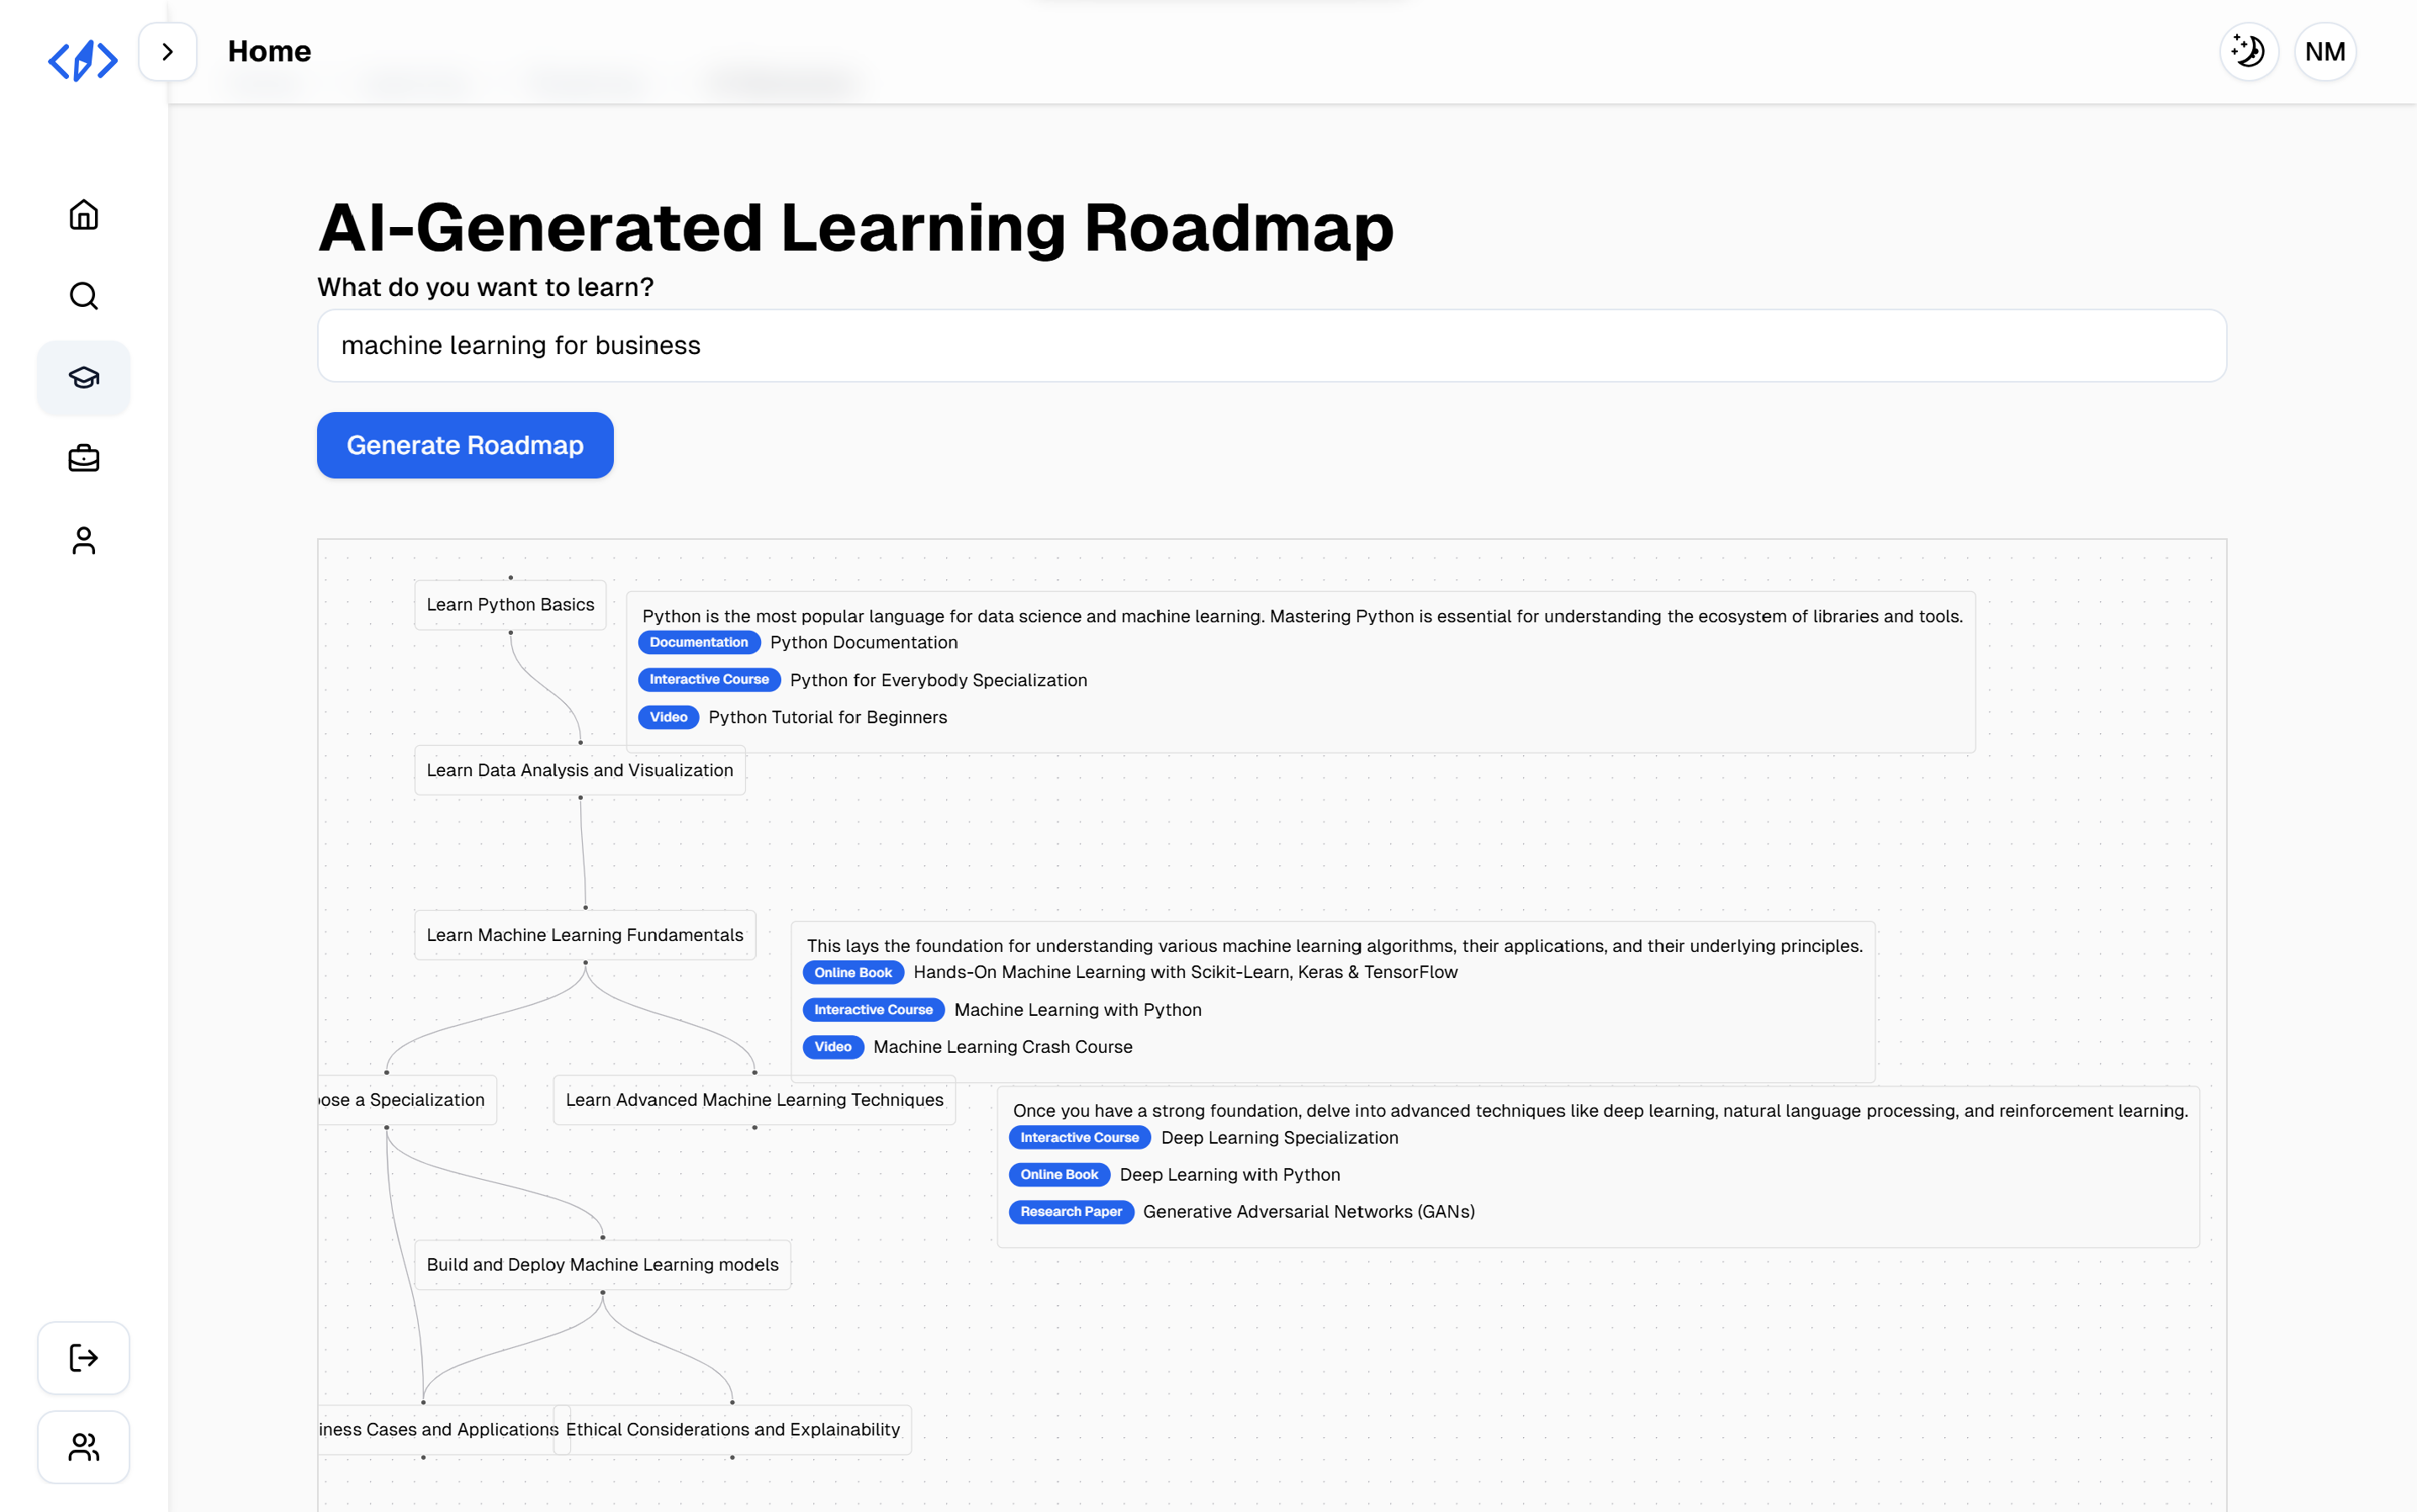 Home
NM
AI-Generated Learning Roadmap
What do you want to learn?
machine learning for business
Generate Roadmap
Learn Python Basics
Python is the most popular language for data science and machine learning. Mastering Python is essential for understanding the ecosystem of libraries and tools.
Documentation Python Documentation
Interactive Course Python for Everybody Specialization
Video Python Tutorial for Beginners
Learn Data Analysis and Visualization
Learn Machine Learning Fundamentals
This lays the foundation for understanding various machine learning algorithms, their applications, and their underlying principles.
Online Book Hands-On Machine Learning with Scikit-Learn, Keras & TensorFlow
Interactive Course Machine Learning with Python
Video Machine Learning Crash Course
a Specialization
Learn Advanced Machine Learning Techniques
Once you have a strong foundation, delve into advanced techniques like deep learning, natural language processing, and reinforcement learning.
Interactive Course Deep Learning Specialization
Online Book Deep Learning with Python
Research Paper Generative Adversarial Networks (GANs)
Build and Deploy Machine Learning models
iness Cases and Applications
Ethical Considerations and Explainability